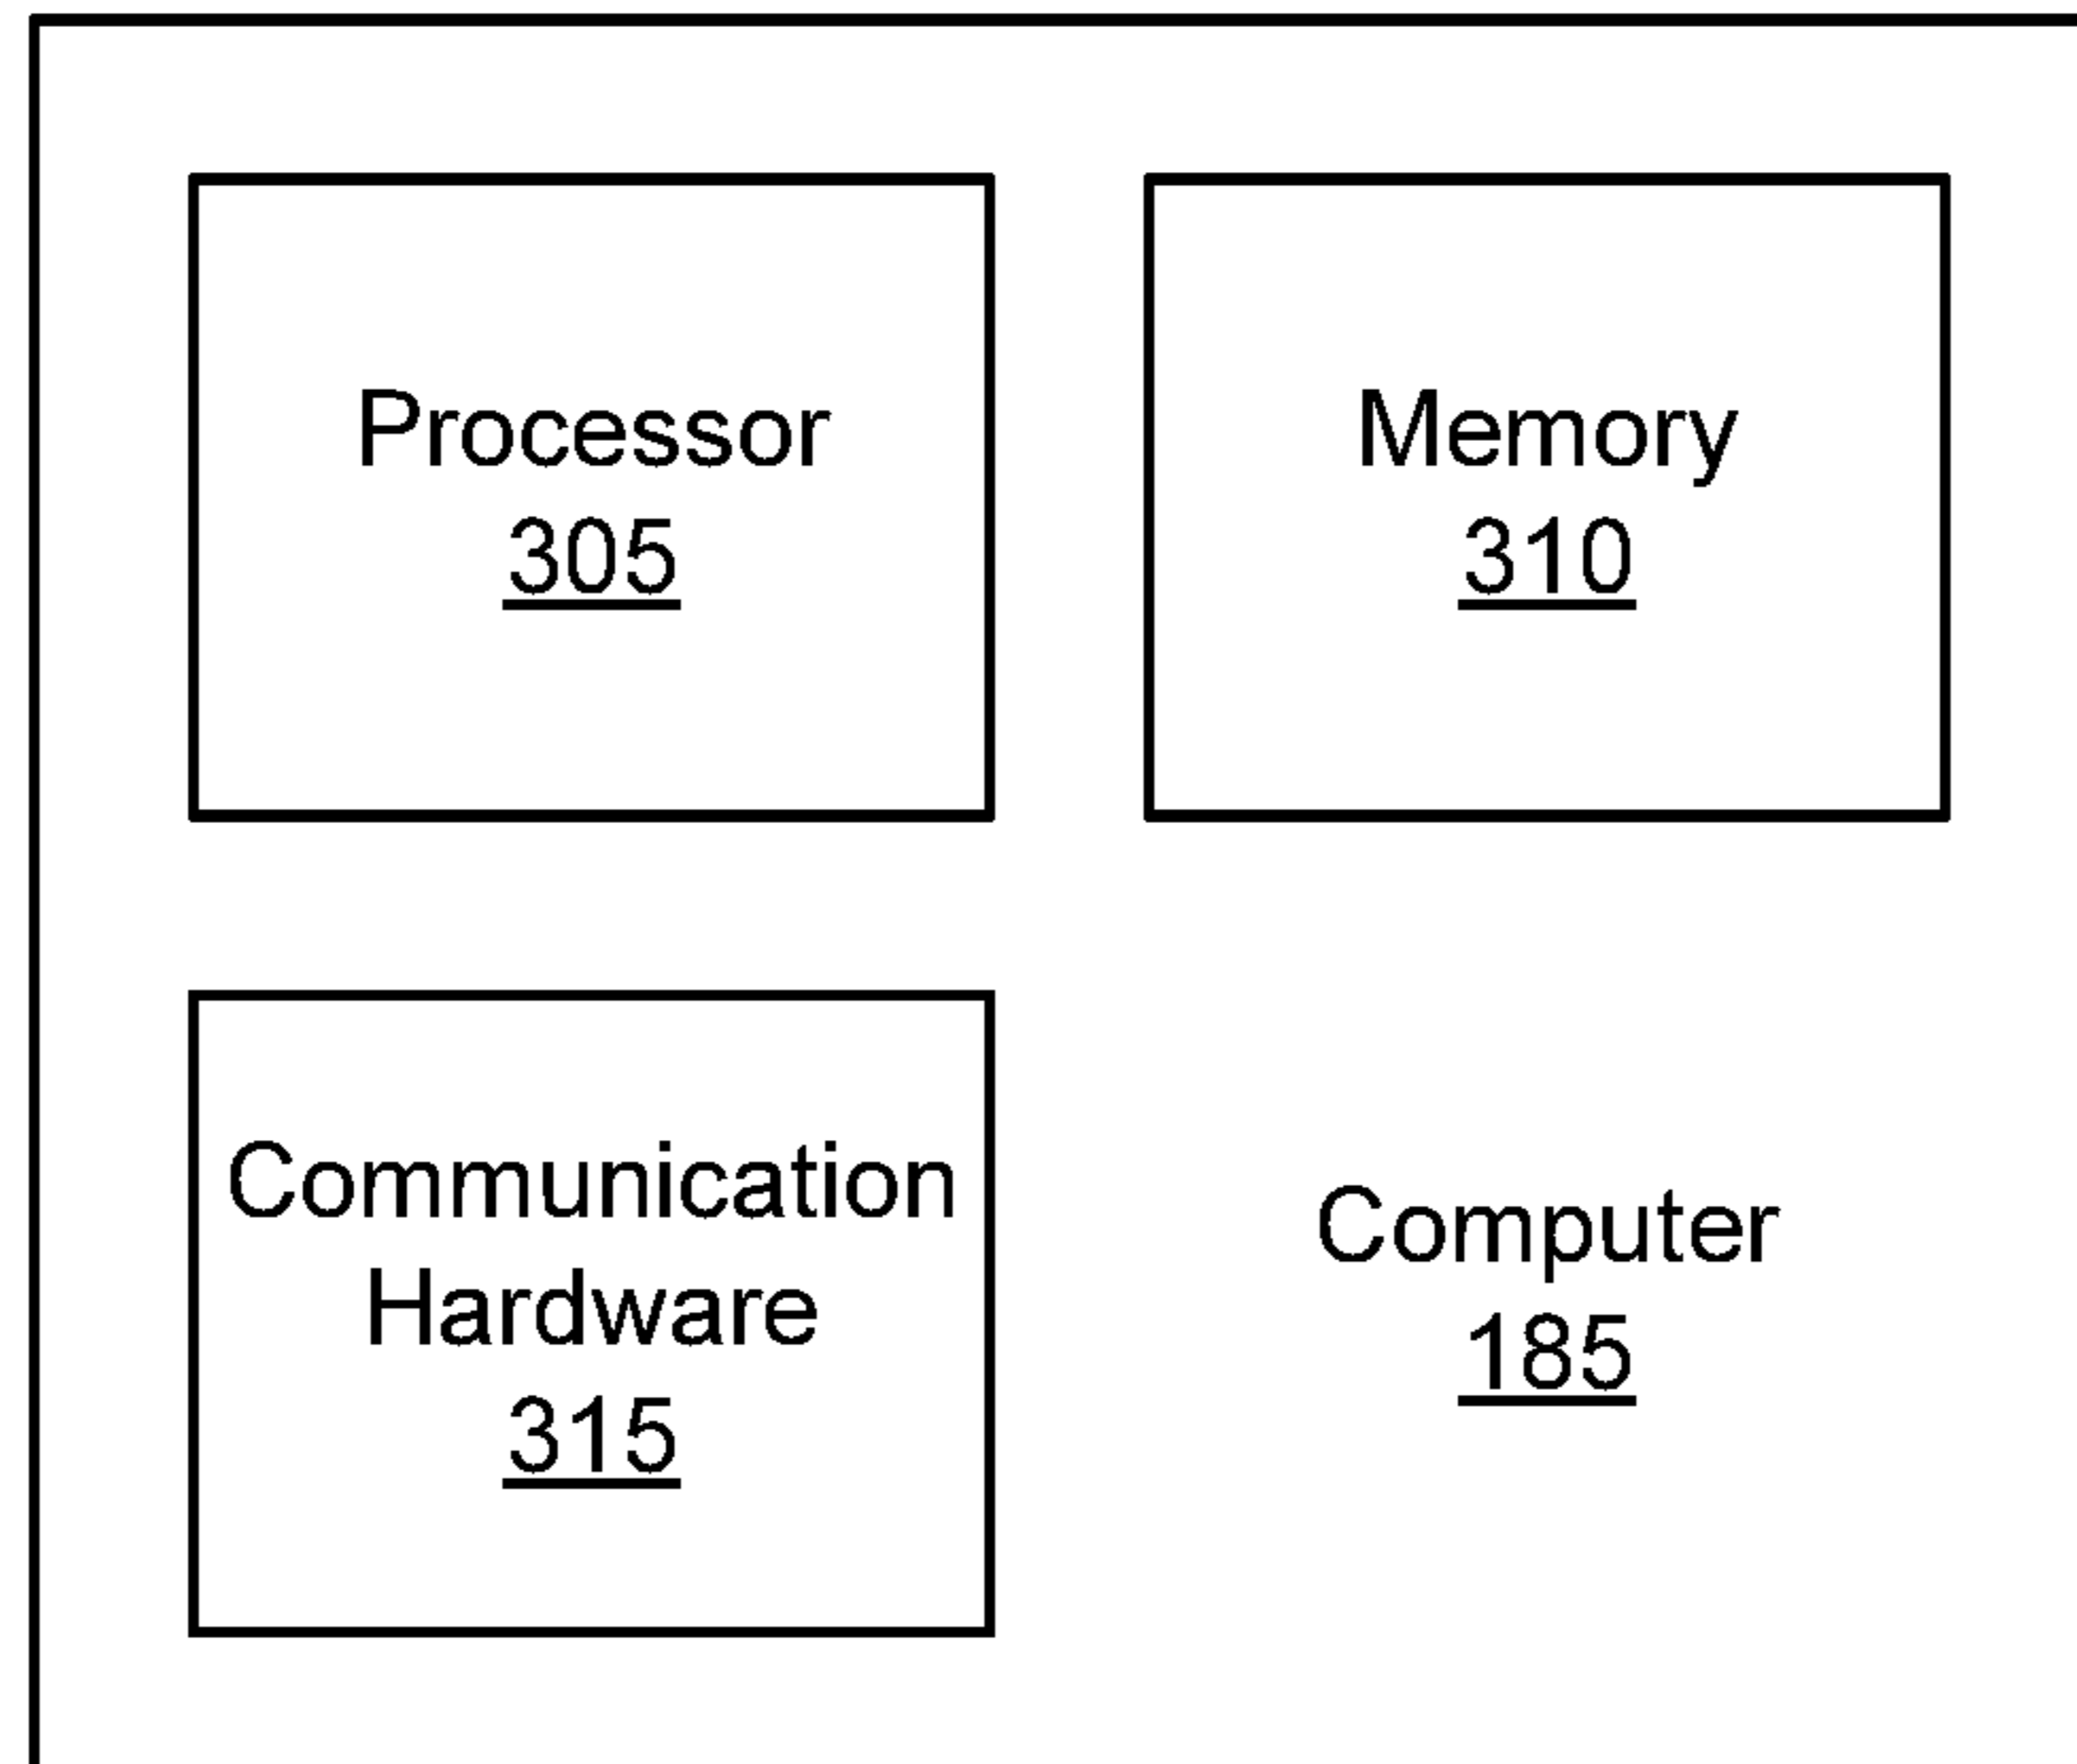 Processor
305
Memory
310
Communication
Hardware
315
Computer
185